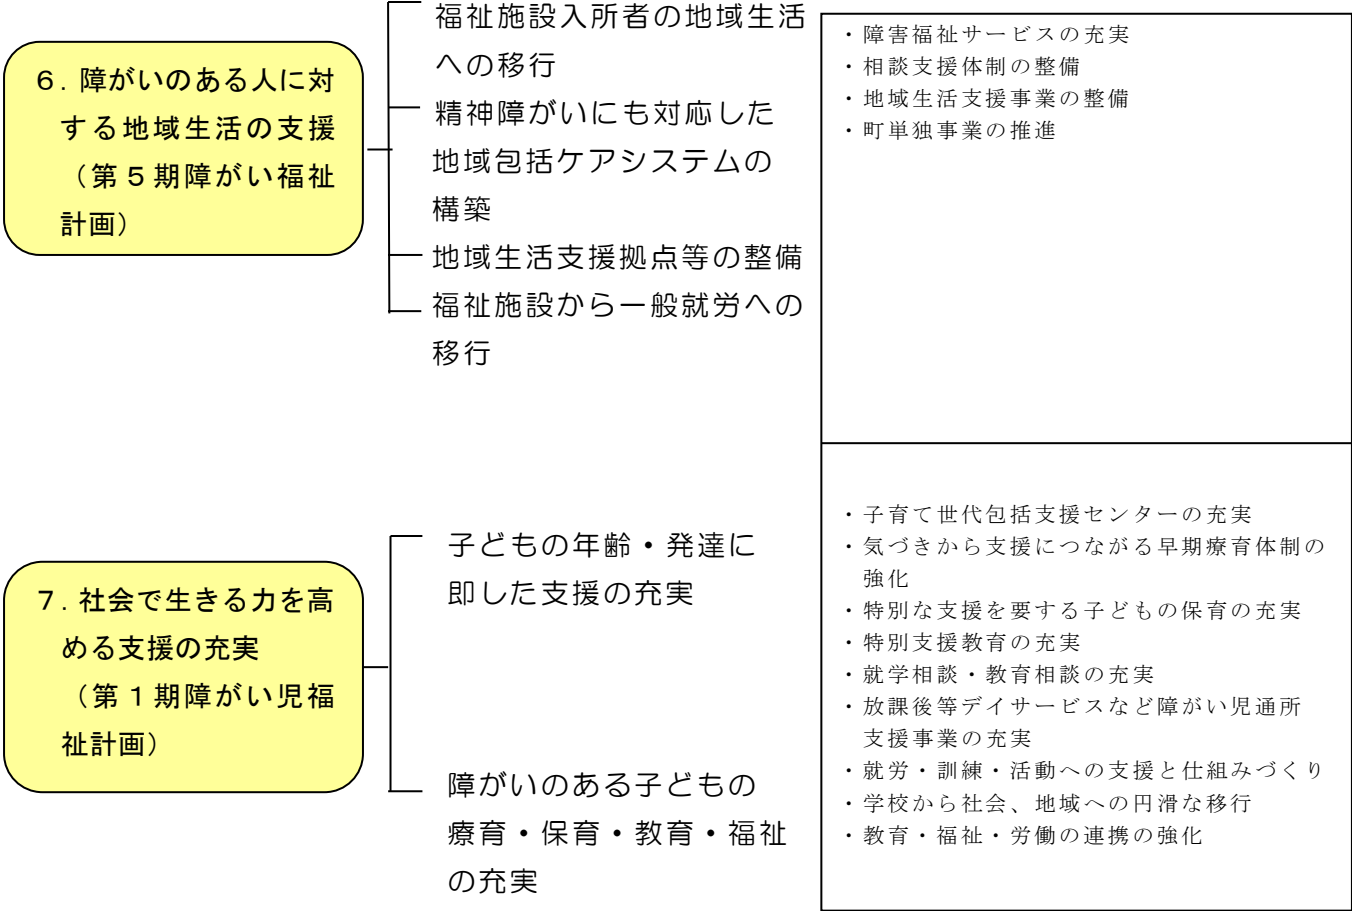 ６．障がいのある人に対
する地域生活の支援
（第５期障がい福祉
計画）
福祉施設入所者の地域生活
への移行
精神障がいにも対応した
地域包括ケアシステムの
構築
地域生活支援拠点等の整備
福祉施設から一般就労への
移行
・障害福祉サービスの充実
・相談支援体制の整備
・地域生活支援事業の整備
・町単独事業の推進
７．社会で生きる力を高
める支援の充実
（第１期障がい児福
祉計画）
子どもの年齢・発達に
即した支援の充実
障がいのある子どもの
療育・保育・教育・福祉
の充実
・子育て世代包括支援センターの充実
・気づきから支援につながる早期療育体制の
強化
・特別な支援を要する子どもの保育の充実
・特別支援教育の充実
・就学相談・教育相談の充実
・放課後等デイサービスなど障がい児通所
支援事業の充実
・就労・訓練・活動への支援と仕組みづくり
・学校から社会、地域への円滑な移行
・教育・福祉・労働の連携の強化